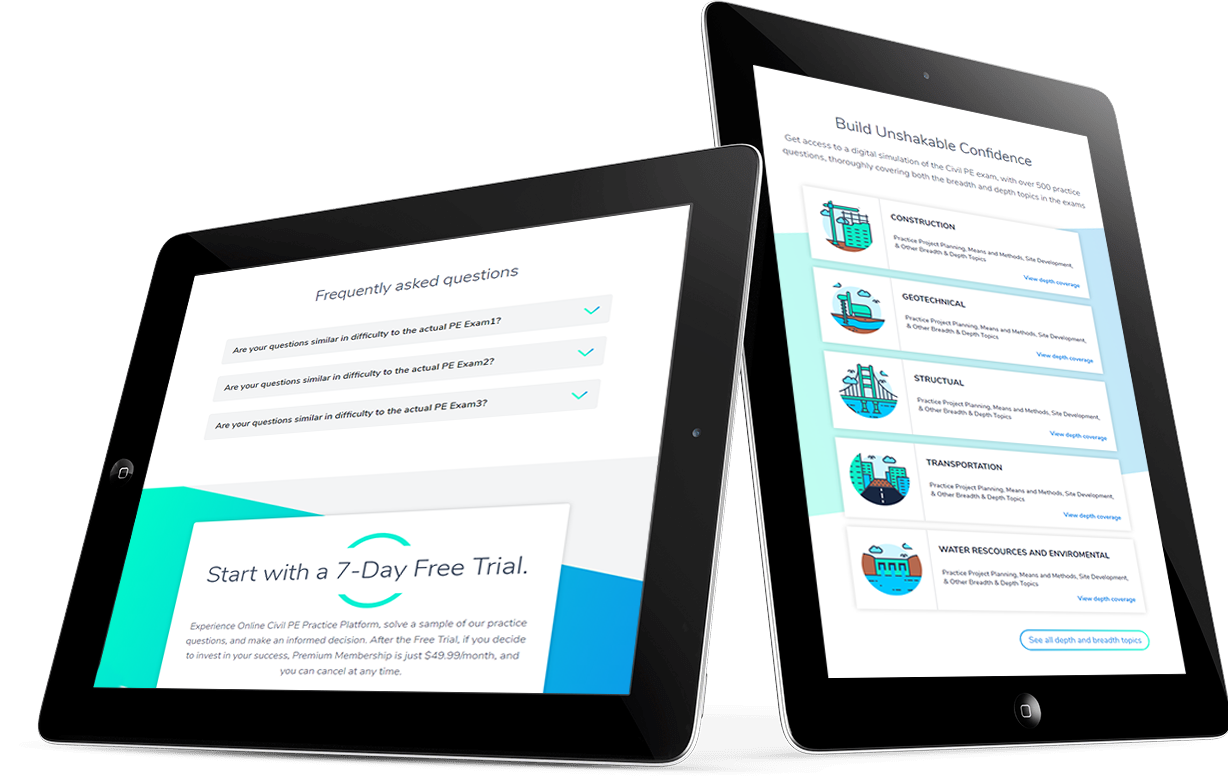 Frequently asked questions
Are your questions similar in difficulty to the actual PE Exam1?
Are your questions similar in difficulty to the actual PE Exam2?
Are your questions similar in difficulty to the actual PE Exam3?
Start with a 7-Day Free Trial.
Experience Online Civil PE Practice Platform, solve a sample of our practice
questions, and make an informed decision. After the Free Trial, if you decide
to invest in your success, Premium Membership is just $49.99/month, and
you can cancel at any time.
Build Unshakable Confidence
Get access to a digital simulation of the Civil PE exam, with over 500 practice
questions, thoroughly covering both the breadth and depth topics in the exams
CONSTRUCTION
Practice Project Planning, Means and Methods, Site Development,
& Other Breadth & Depth Topics
View depth coverage
GEOTECHNICAL
Practice Project Planning, Means and Methods, Site Development,
& Other Breadth & Depth Topics
View depth coverage
STRUCTUAL
Practice Project Planning, Means and Methods, Site Development,
& Other Breadth & Depth Topics
View depth coverage
TRANSPORTATION
Practice Project Planning, Means and Methods, Site Development,
& Other Breadth & Depth Topics
View depth coverage
WATER RESCOURCES AND ENVIROMENTAL
Practice Project Planning, Means and Methods, Site Development,
& Other Breadth & Depth Topics
View depth coverage
See all depth and breadth topics